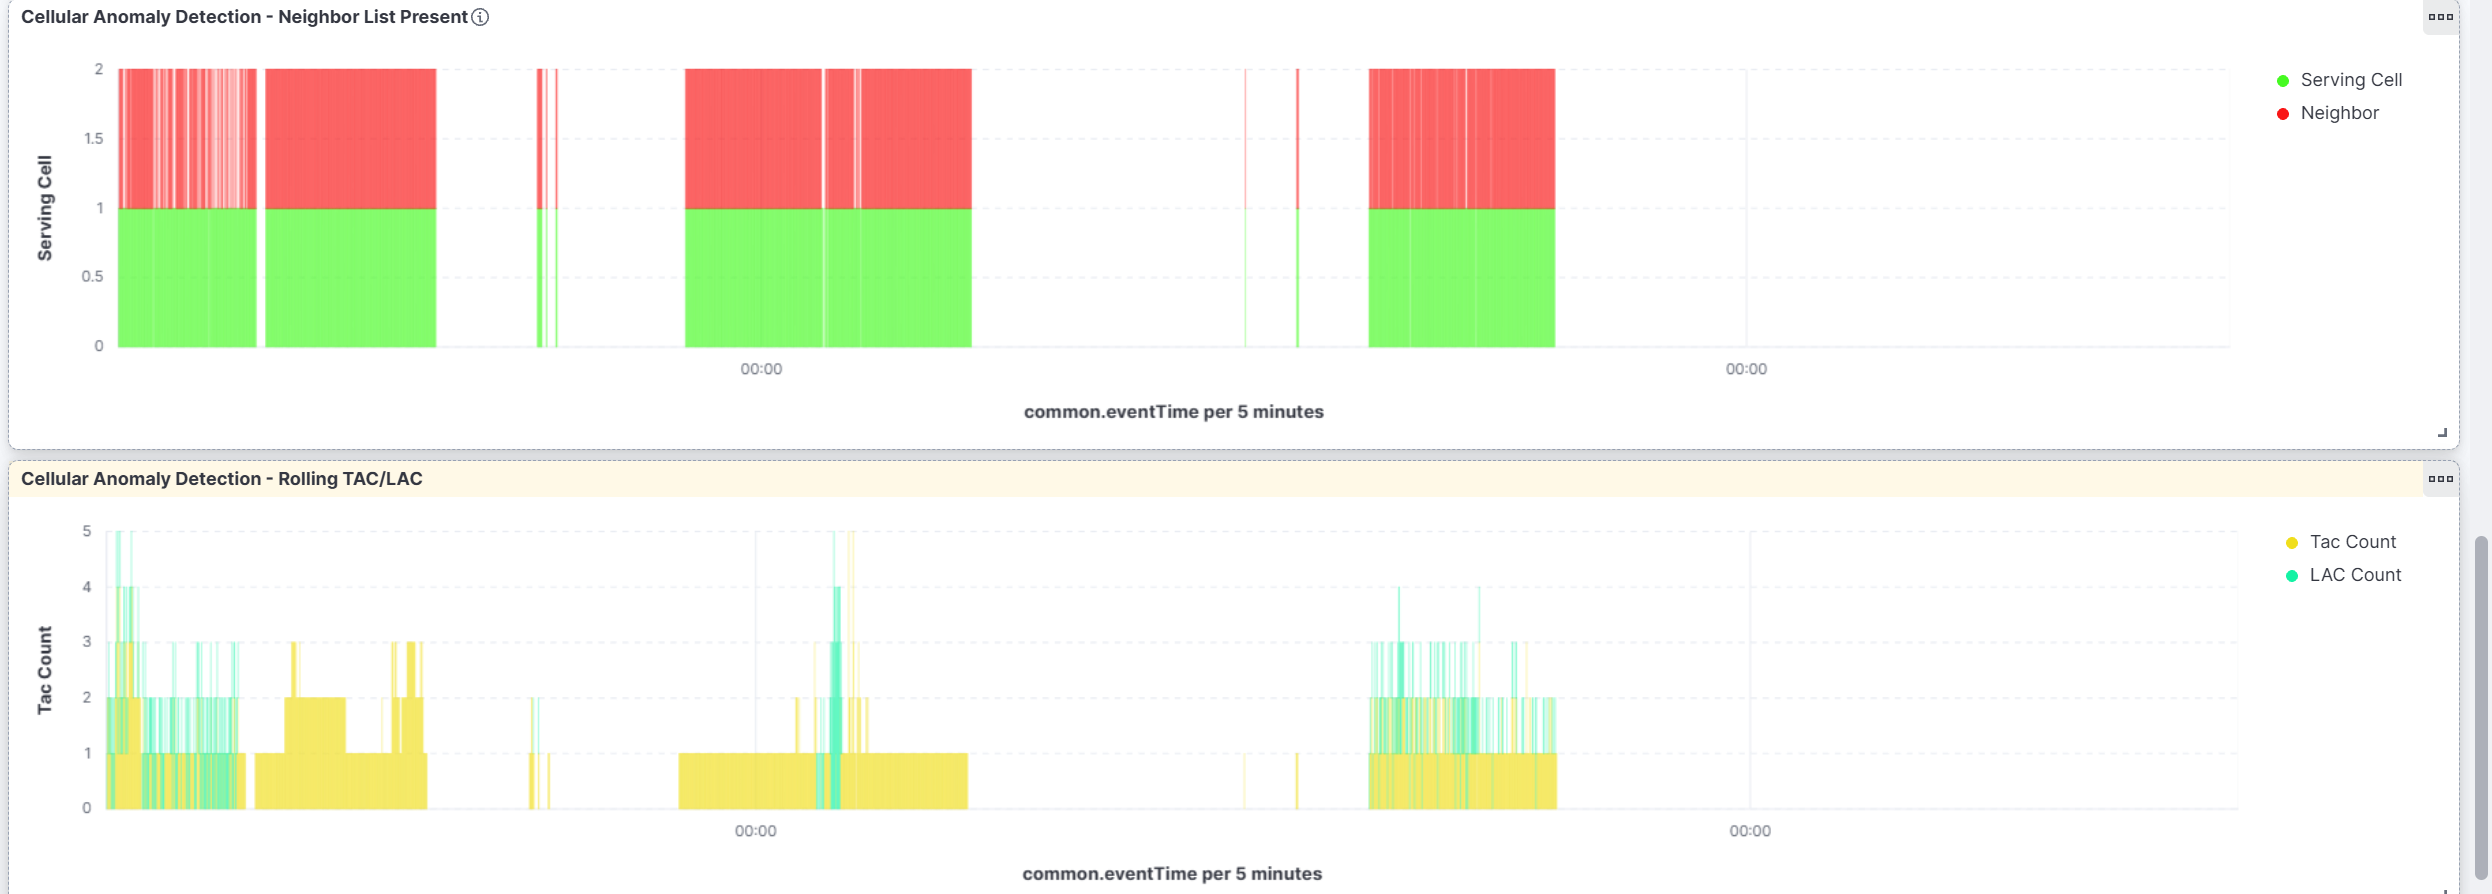 Cellular Anomaly Detection - Neighbor List Present
2
1.5
1
0.5
0
Serving Cell
00:00
00:00
common.eventTime per 5 minutes
Serving Cell
Neighbor
Cellular Anomaly Detection - Rolling TAC/LAC
5
4
3
2
1
0
Tac Count
00:00
00:00
common.eventTime per 5 minutes
Tac Count
LAC Count